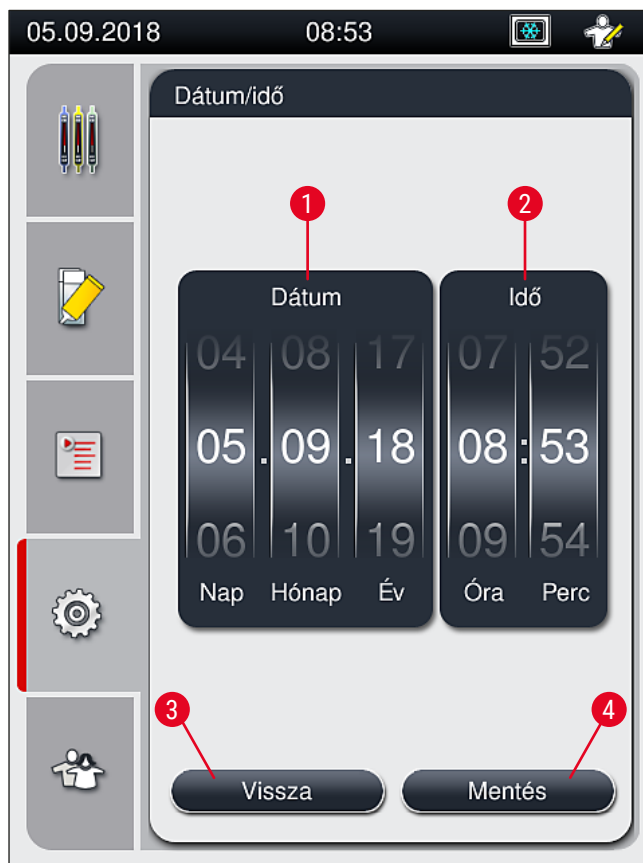 05.09.2018 08:53
Dátum/idő
1 2
Dátum Idő
04 08 17 07 52
05 . 09 . 18 08 : 53
06 10 19 09 54
Nap Hónap Év Óra Perc
3 4
Vissza Mentés